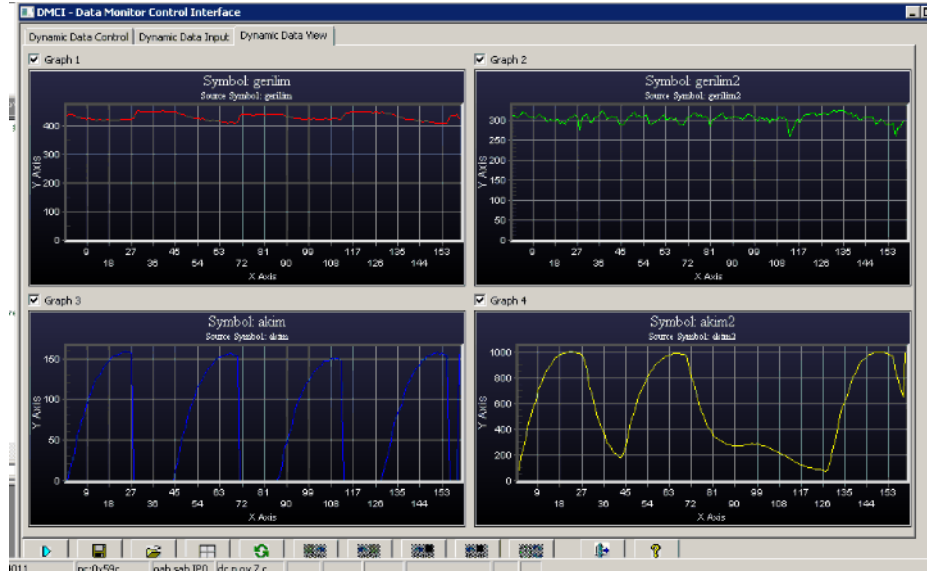 DMCI - Data Monitor Control Interface
Dynamic Data Control Dynamic Data Input Dynamic Data View
Graph 1
Symbol: gerilim
Source Symbol: gerilim
Y Axis
400
300
200
100
0
9 27 45 63 81 99 117 135 153
18 36 54 72 90 108 126 144
X Axis
Graph 2
Symbol: gerilim2
Source Symbol: gerilim2
Y Axis
300
250
200
150
100
50
0
9 27 45 63 81 99 117 135 153
18 36 54 72 90 108 126 144
X Axis
Graph 3
Symbol: akim
Source Symbol: akim
Y Axis
150
100
50
0
9 27 45 63 81 99 117 135 153
18 36 54 72 90 108 126 144
X Axis
Graph 4
Symbol: akim2
Source Symbol: akim2
Y Axis
1000
800
600
400
200
0
9 27 45 63 81 99 117 135 153
18 36 54 72 90 108 126 144
X Axis
pc:0x59c